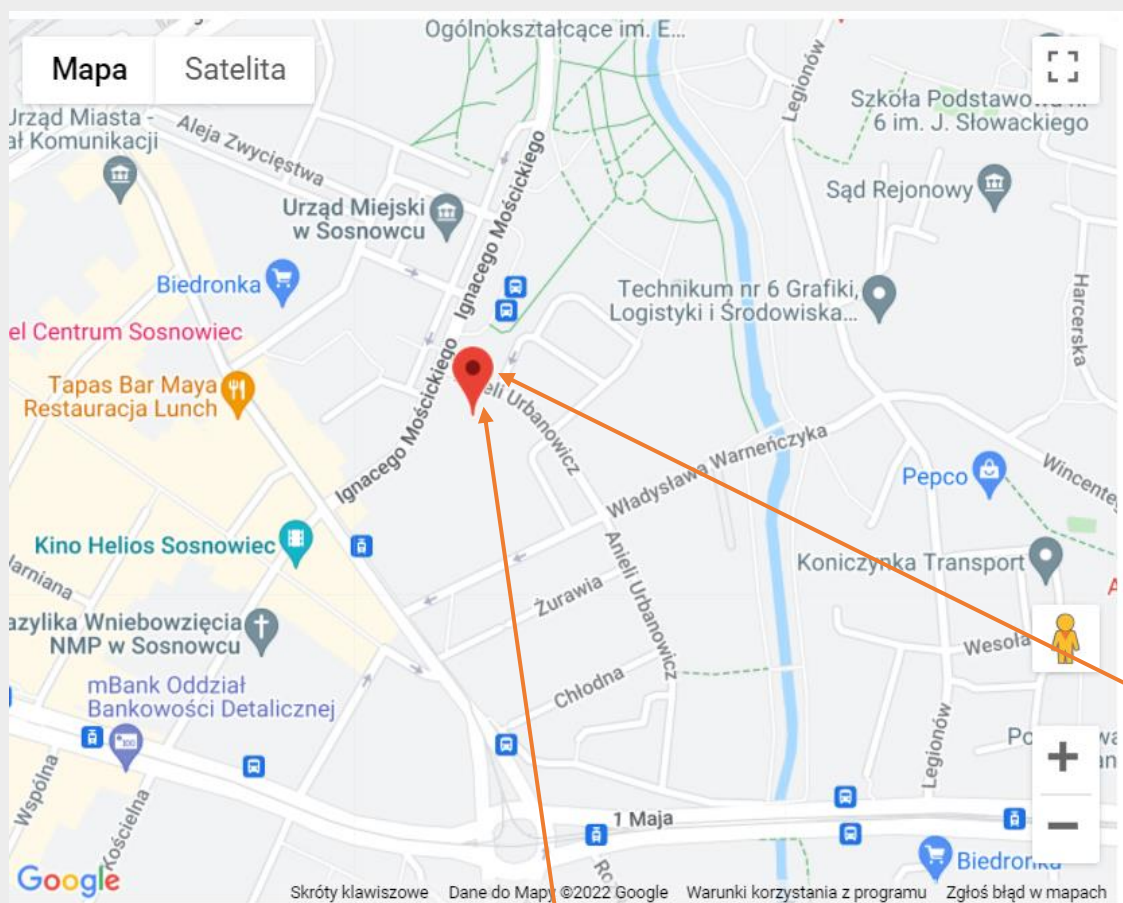 Mapa
Satelita
Ogólnokształcące im. E...
Legionów
Szkoła Podstawowa
6 im. J. Słowackiego
Urząd Miasta -
Komunikacji
Aleja Zwycięstwa
Ignacego Mościckiego
Urząd Miejski
w Sosnowcu
Sąd Rejonowy
Biedronka
Technikum nr 6 Grafiki,
Logistyki i Środowiska...
Harcerska
el Centrum Sosnowiec
Tapas Bar Maya
Restauracja Lunch
Ignacego Mościckiego
eli Urbanowicz
Władysława Warneńczyka
Pepco
Wincenteg
Kino Helios Sosnowiec
Anieli Urbanowicz
Koniczynka Transport
arniana
Żurawia
azylika Wniebowzięcia
NMP w Sosnowcu
Wesoła
Chłodna
mBank Oddział
Bankowości Detalicznej
Legionów
Wspólna
Kościelna
1 Maja
Biedronka
Google
Skróty klawiszowe
Dane do Mapy ©2022 Google
Warunki korzystania z programu
Zgłoś błąd w mapach